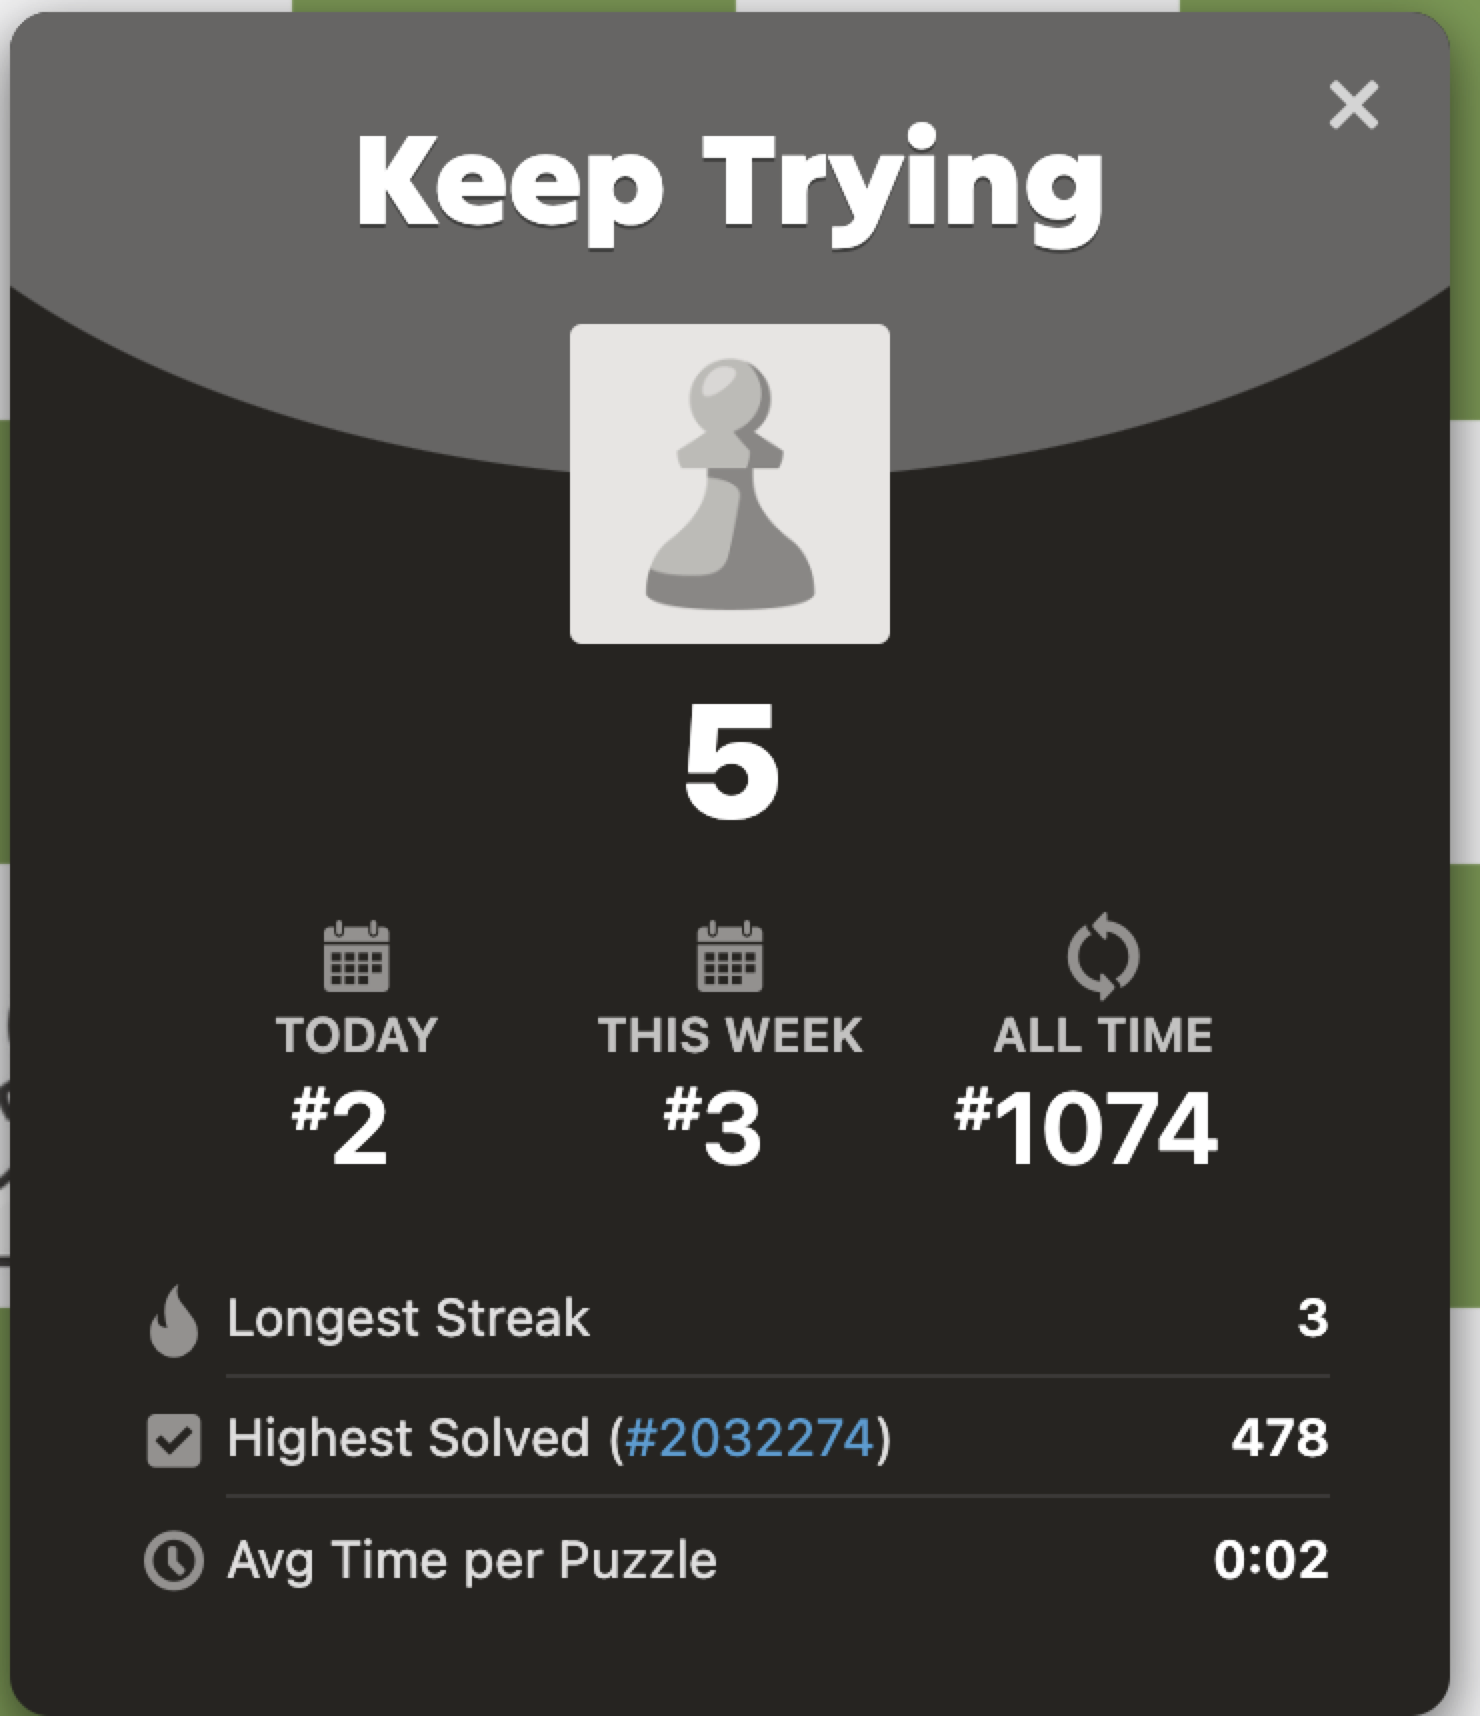 Keep Trying
5
TODAY
#2
THIS WEEK
#3
ALL TIME
#1074
Longest Streak 3
Highest Solved (#2032274) 478
Avg Time per Puzzle 0:02